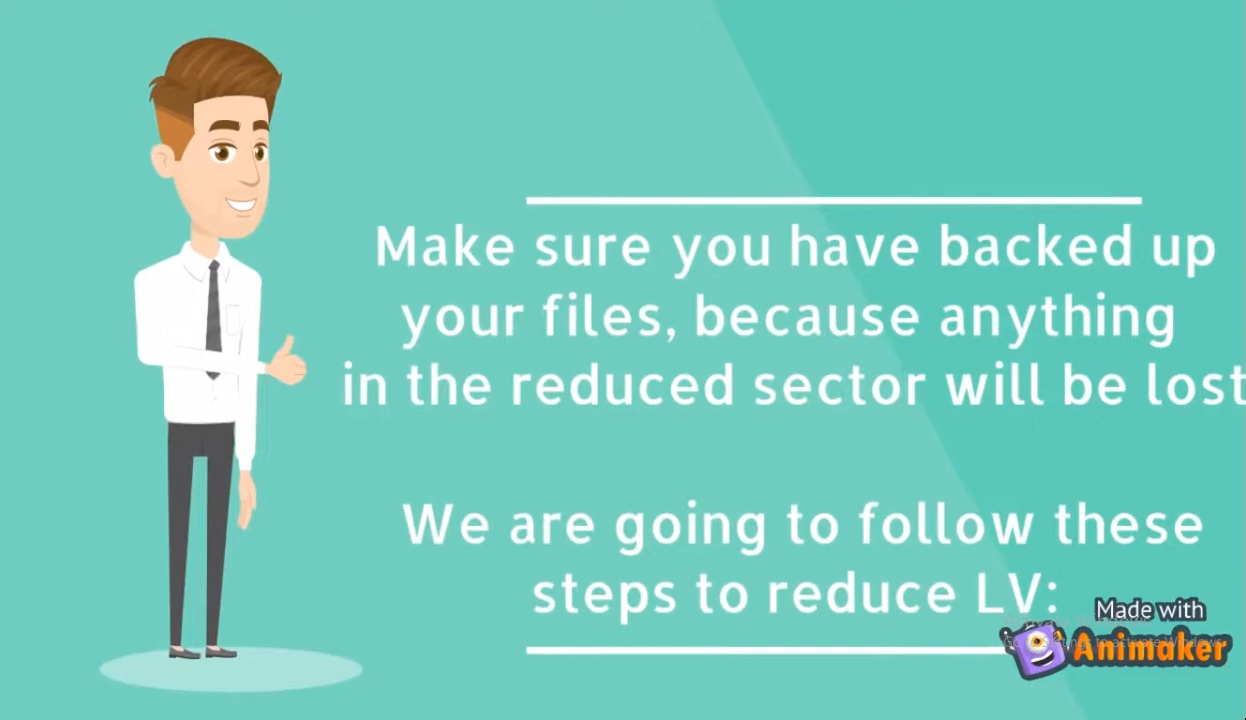 Make sure you have backed up
your files, because anything
in the reduced sector will be lost
We are going to follow these
steps to reduce LV:
Made with
Animaker